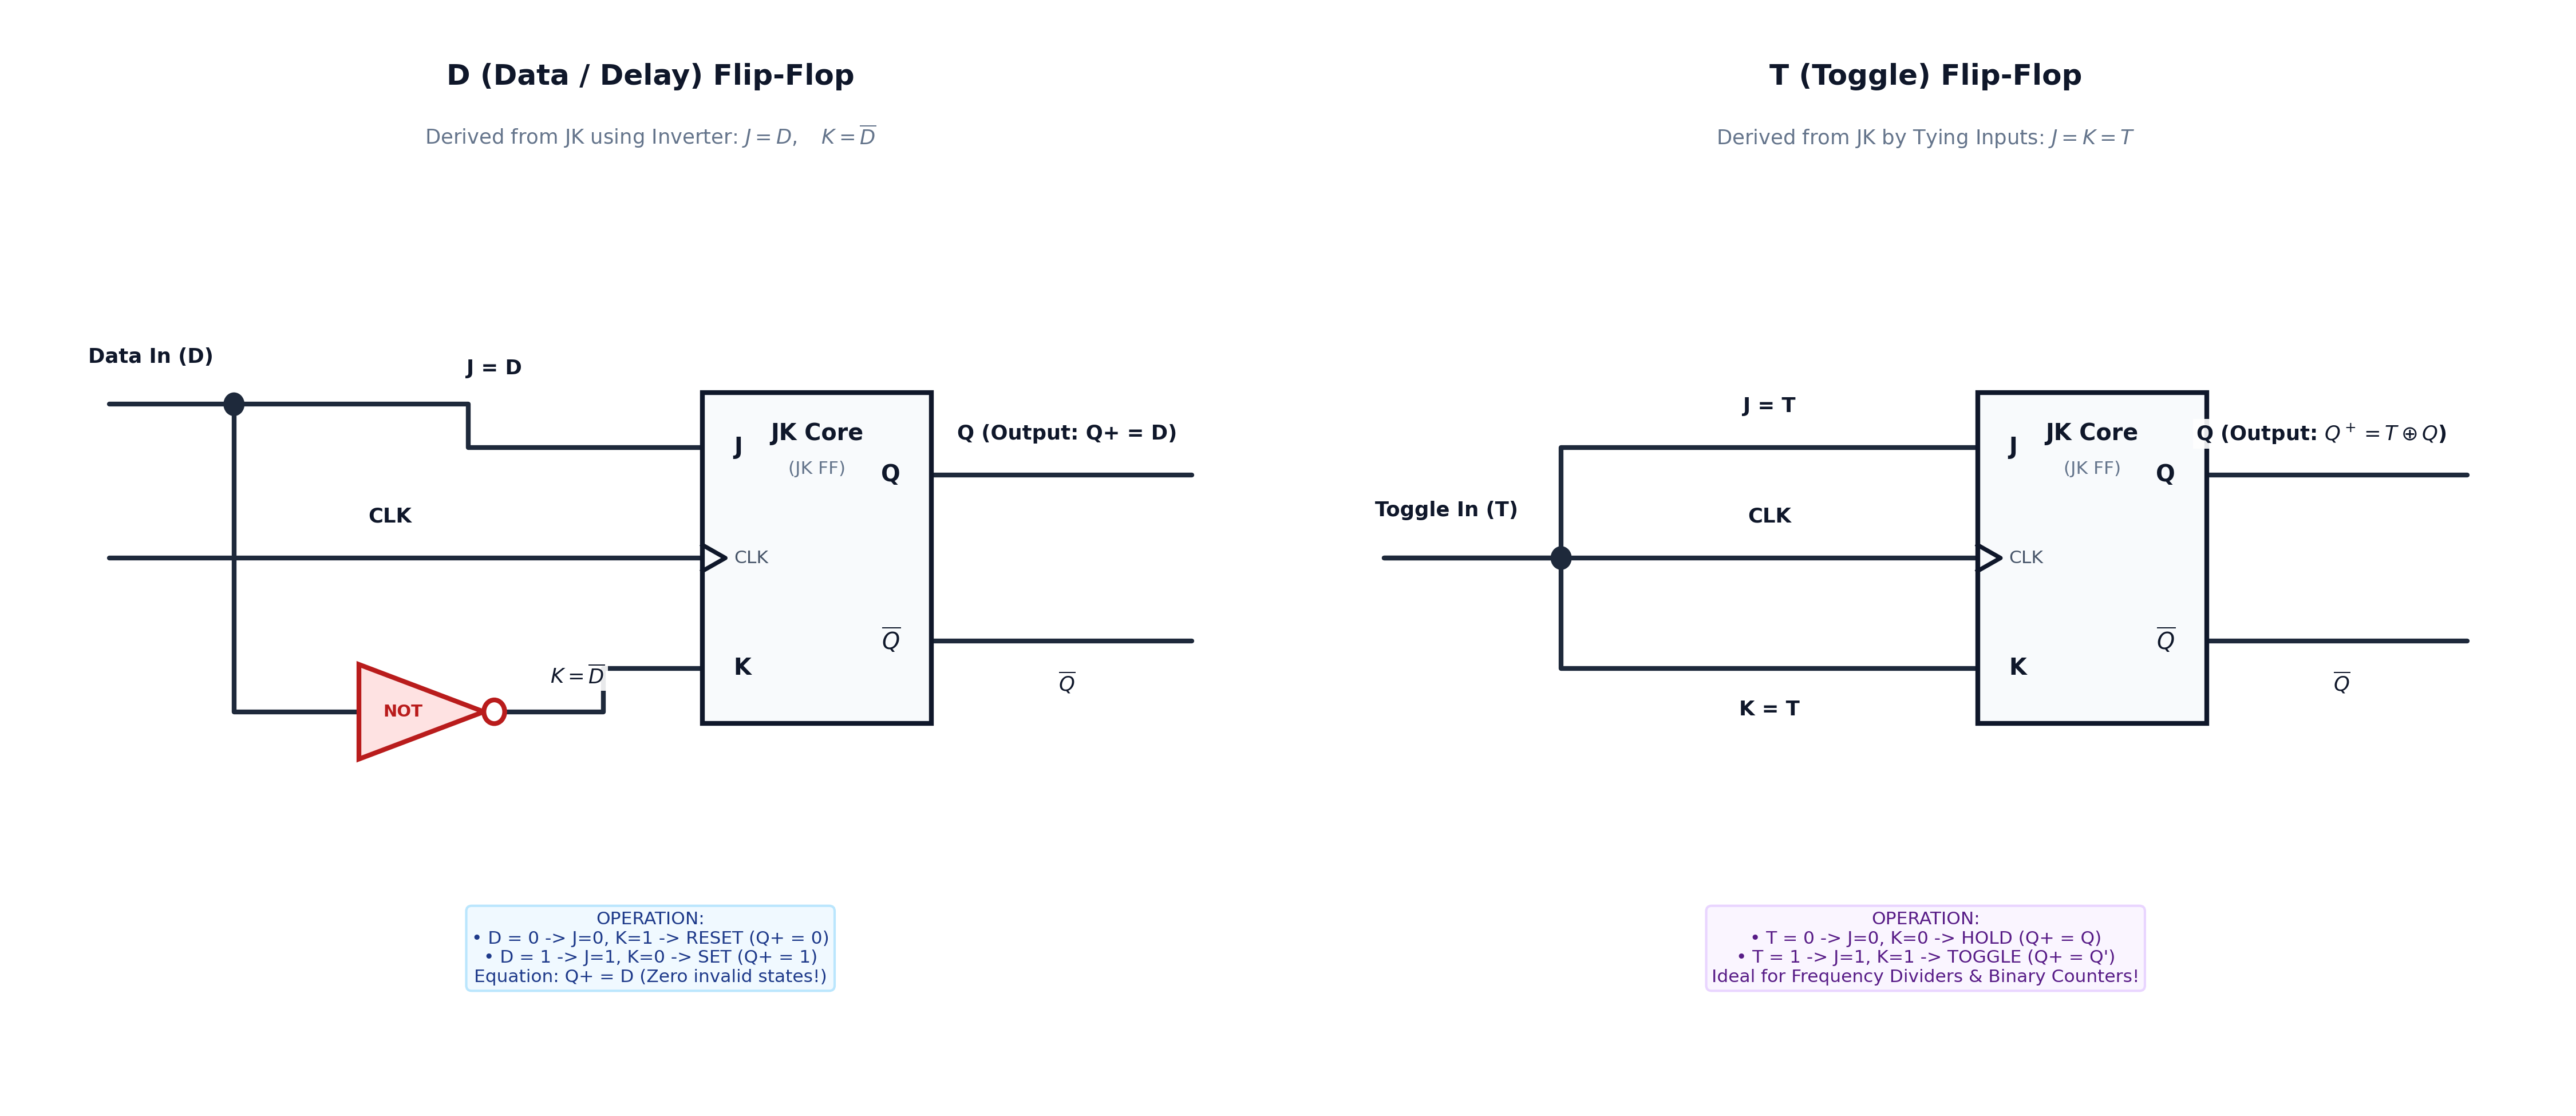 D (Data / Delay) Flip-Flop
Derived from JK using Inverter: J = D, K = D̅
Data In (D)
J = D
J
JK Core
(JK FF)
Q
Q (Output: Q+ = D)
CLK
CLK
Q̅
K = D̅
K
Q̅
NOT
OPERATION:
• D = 0 -> J=0, K=1 -> RESET (Q+ = 0)
• D = 1 -> J=1, K=0 -> SET (Q+ = 1)
Equation: Q+ = D (Zero invalid states!)
T (Toggle) Flip-Flop
Derived from JK by Tying Inputs: J = K = T
J = T
J
JK Core
(JK FF)
Q
Q (Output: Q⁺ = T ⊕ Q)
Toggle In (T)
CLK
CLK
Q̅
K
Q̅
K = T
OPERATION:
• T = 0 -> J=0, K=0 -> HOLD (Q+ = Q)
• T = 1 -> J=1, K=1 -> TOGGLE (Q+ = Q')
Ideal for Frequency Dividers & Binary Counters!